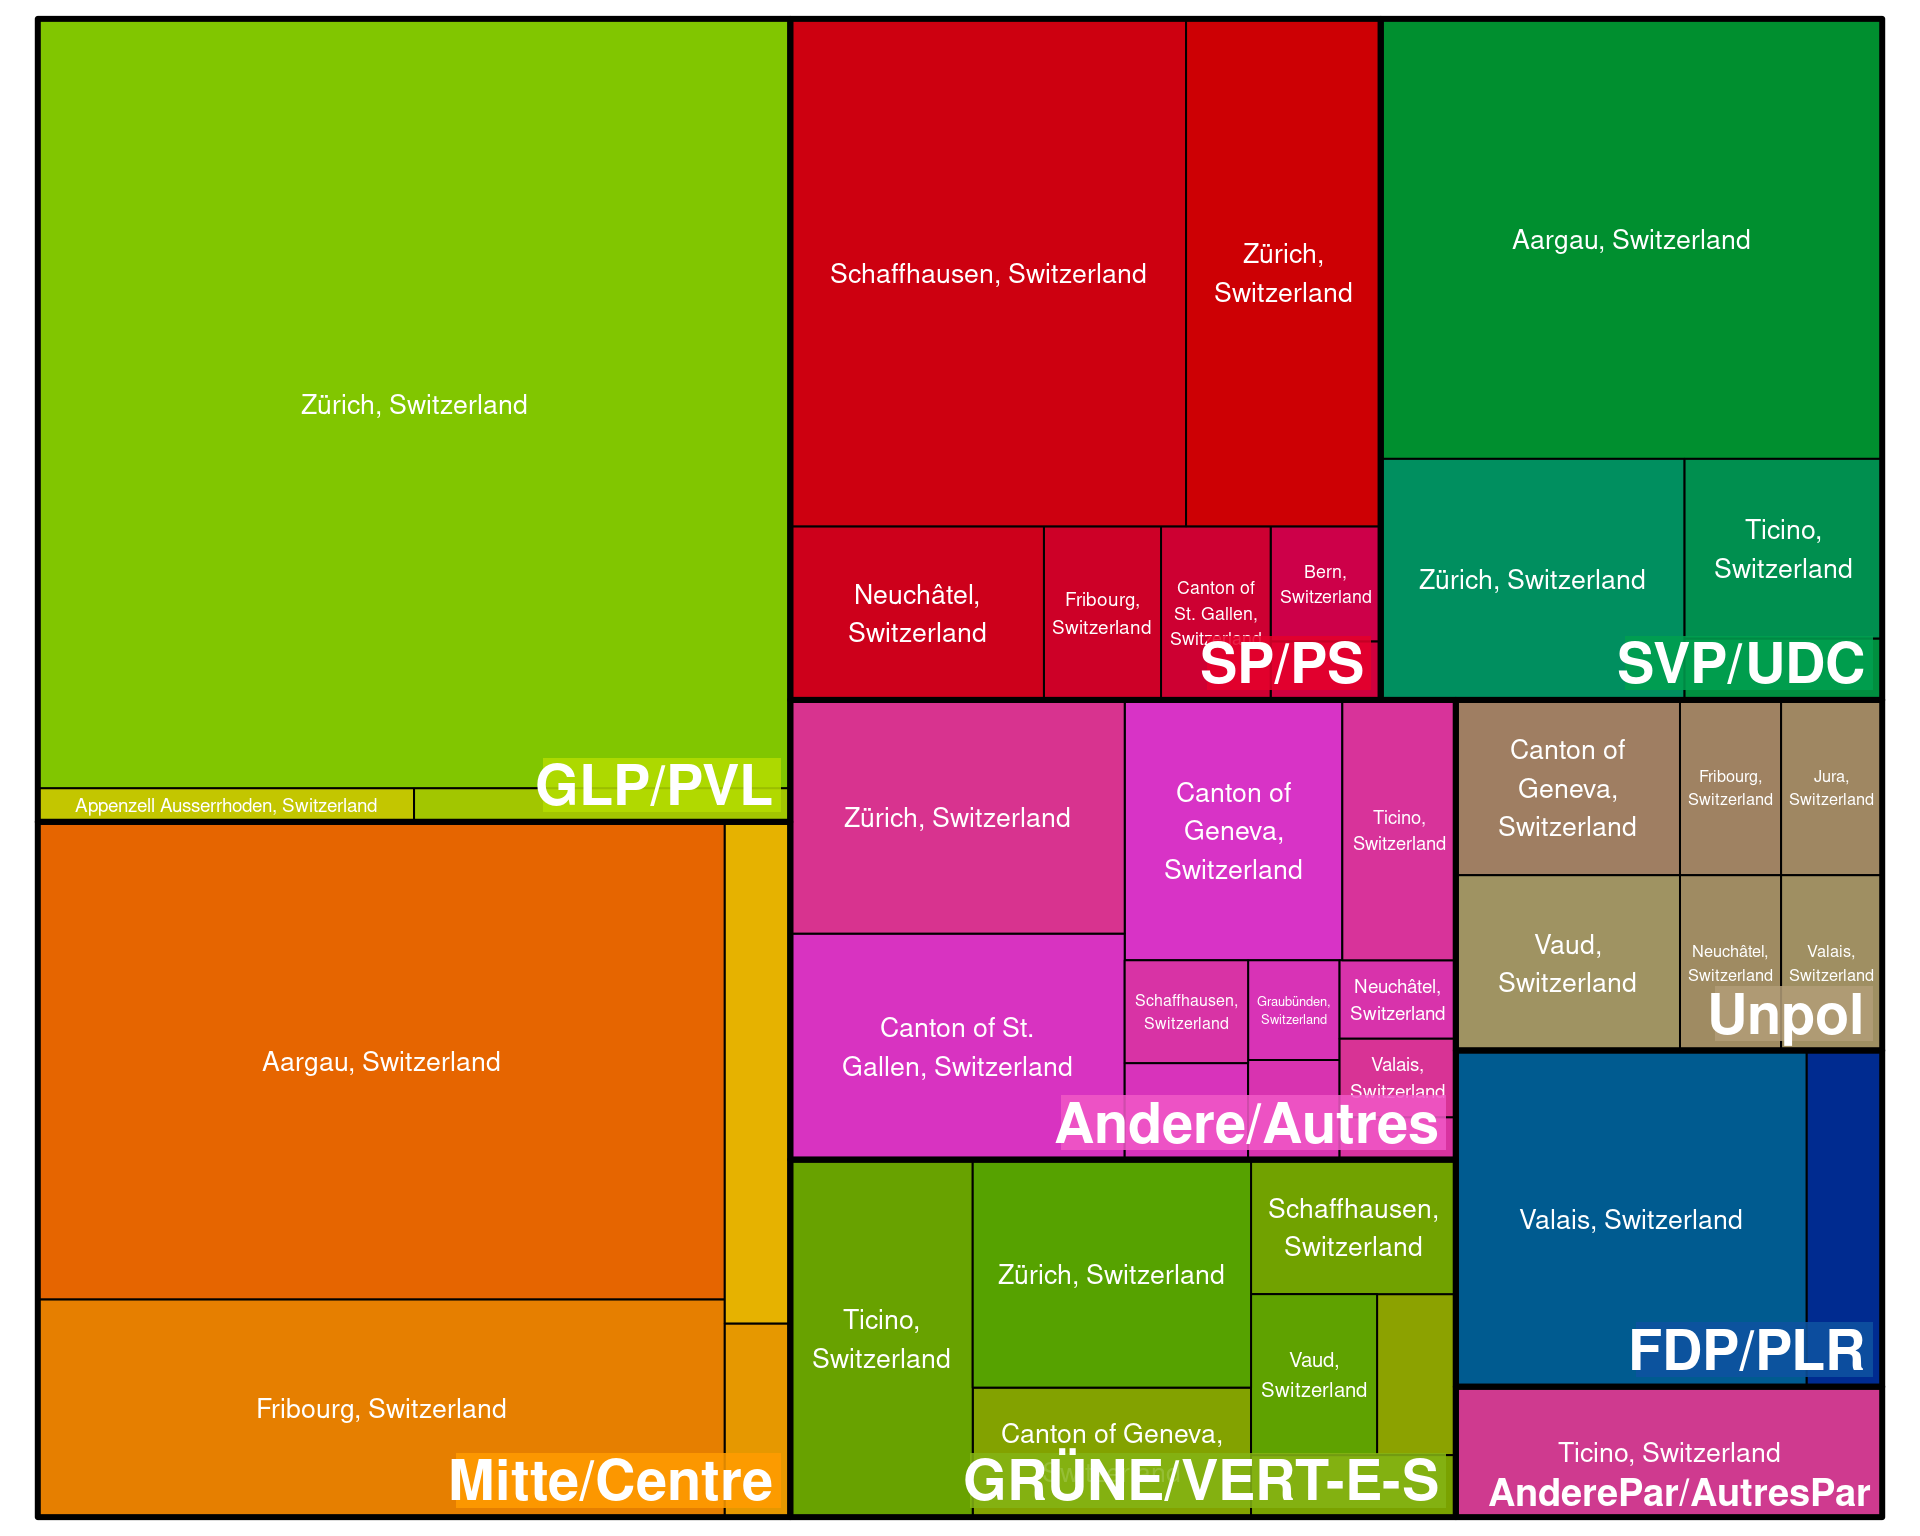 Zürich, Switzerland
Appenzell Ausserrhoden, Switzerland
GLP/PVL
Aargau, Switzerland
Fribourg, Switzerland
Mitte/Centre
Schaffhausen, Switzerland
Zürich,
Switzerland
Neuchâtel,
Switzerland
Fribourg,
Switzerland
Canton of
St. Gallen,
Switzerland
Bern,
Switzerland
SP/PS
Aargau, Switzerland
Zürich, Switzerland
Ticino,
Switzerland
SVP/UDC
Zürich, Switzerland
Canton of
Geneva,
Switzerland
Ticino,
Switzerland
Canton of St.
Gallen, Switzerland
Schaffhausen,
Switzerland
Graubünden,
Switzerland
Neuchâtel,
Switzerland
Valais,
Switzerland
Andere/Autres
Canton of
Geneva,
Switzerland
Fribourg,
Switzerland
Jura,
Switzerland
Vaud,
Switzerland
Neuchâtel,
Switzerland
Valais,
Switzerland
Unpol
Ticino,
Switzerland
Zürich, Switzerland
Schaffhausen,
Switzerland
Vaud,
Switzerland
Canton of Geneva,
GRÜNE/VERT-E-S
Valais, Switzerland
FDP/PLR
Ticino, Switzerland
AnderePar/AutresPar